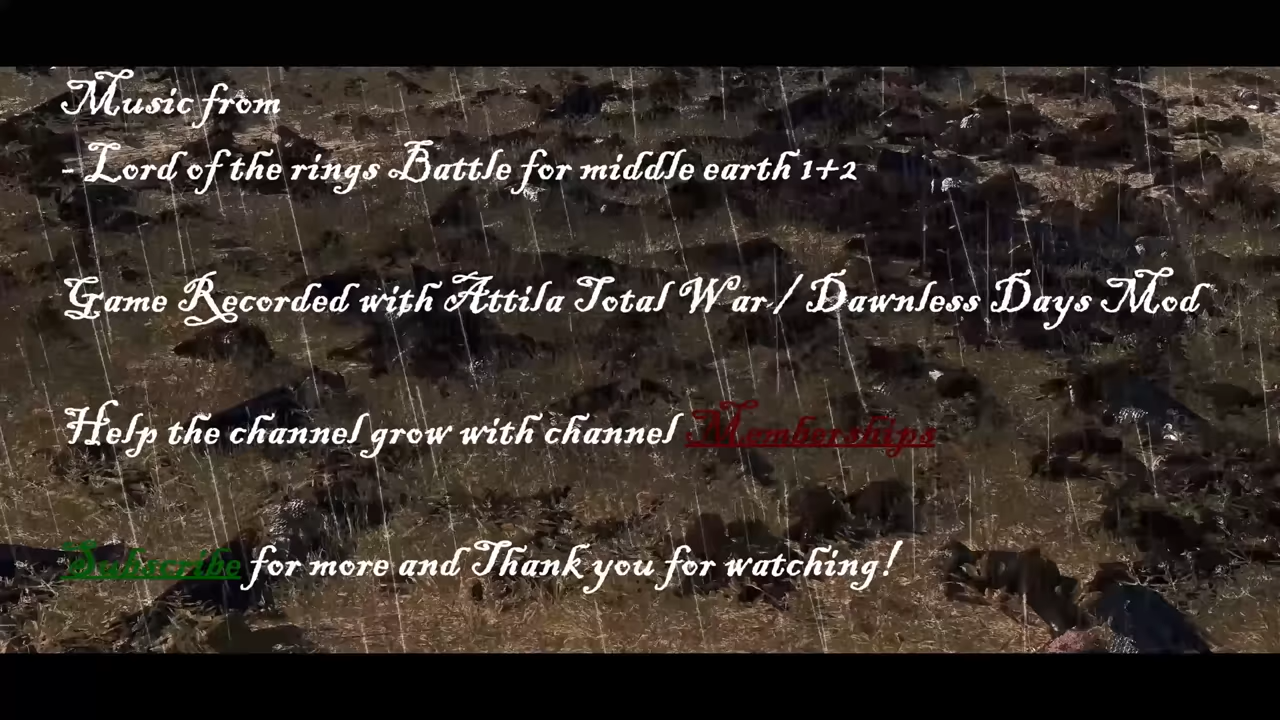 Music from
- Lord of the rings Battle for middle earth 1+2
Game Recorded with Attila Total War / Dawnless Days Mod
Help the channel grow with channel Memberships
Subscribe for more and Thank you for watching!